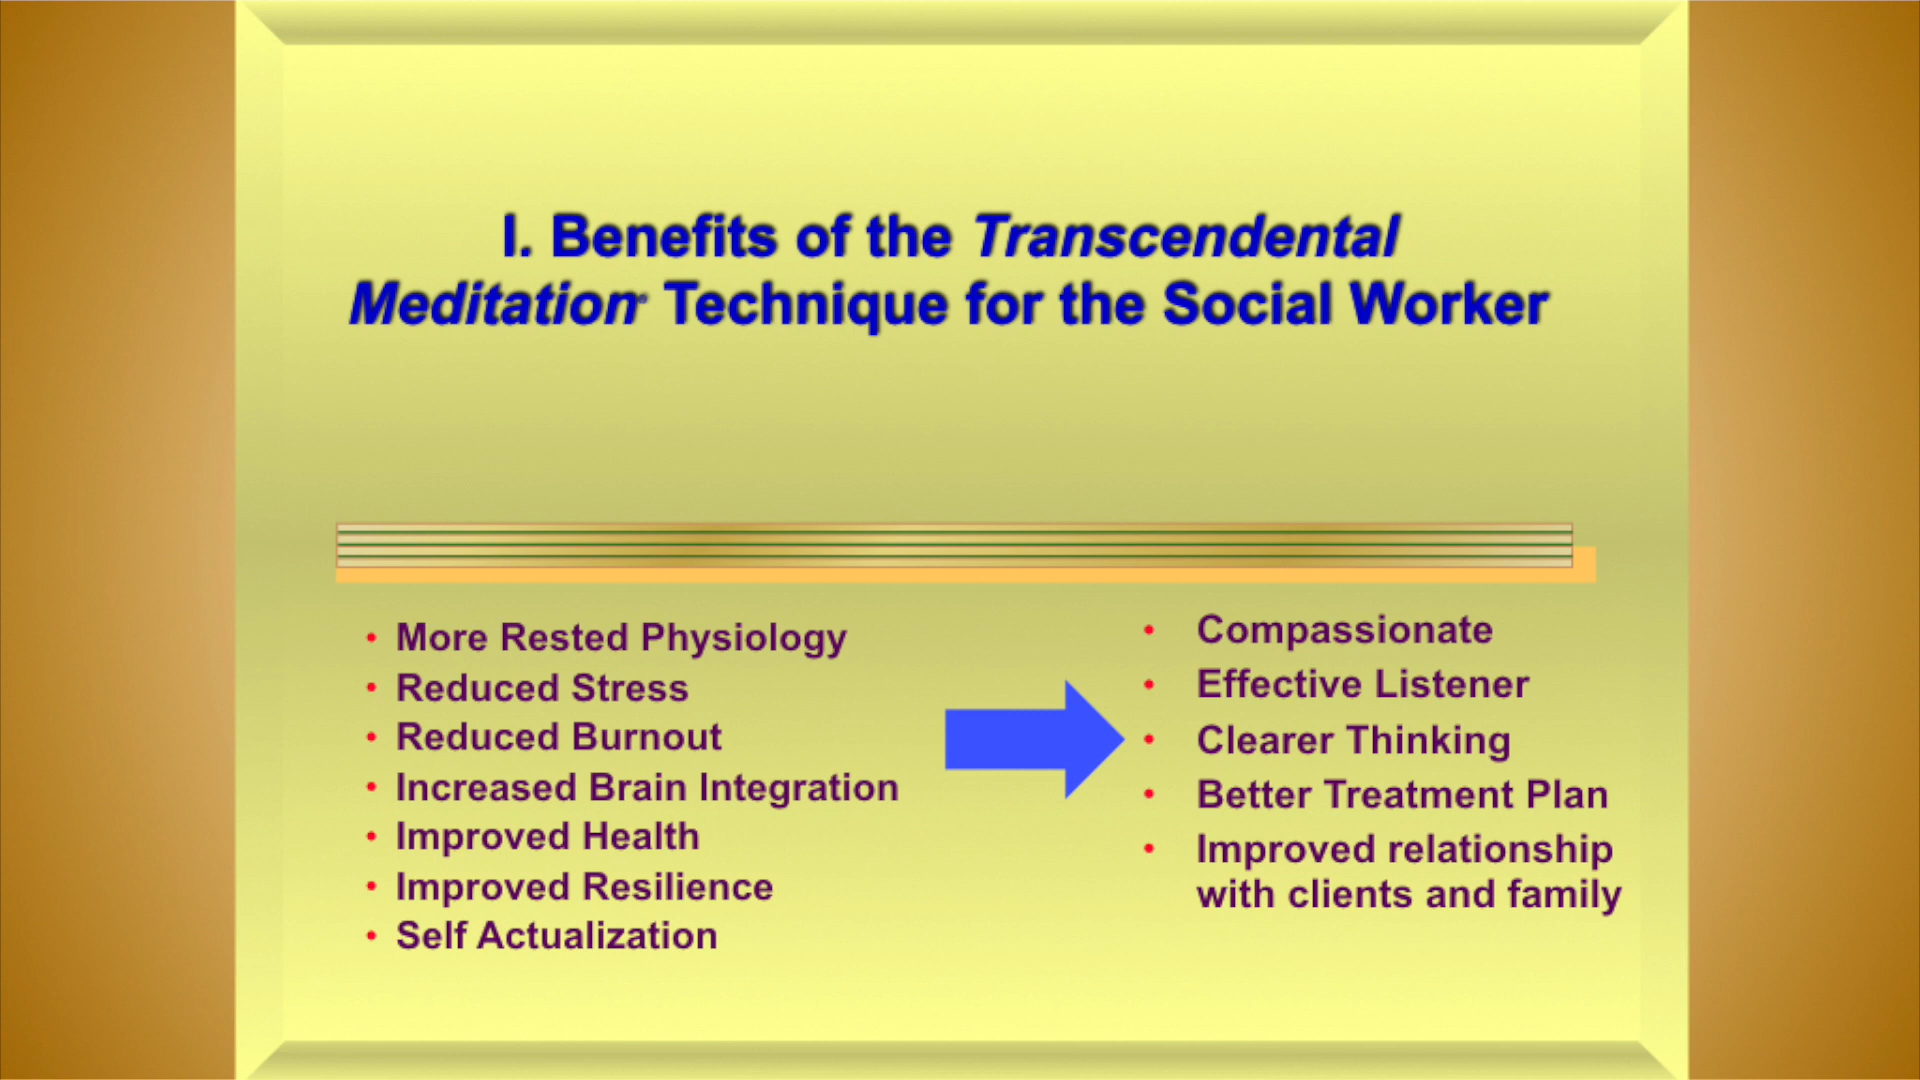 I. Benefits of the Transcendental
Meditation® Technique for the Social Worker
• More Rested Physiology
• Reduced Stress
• Reduced Burnout
• Increased Brain Integration
• Improved Health
• Improved Resilience
• Self Actualization
• Compassionate
• Effective Listener
• Clearer Thinking
• Better Treatment Plan
• Improved relationship
with clients and family